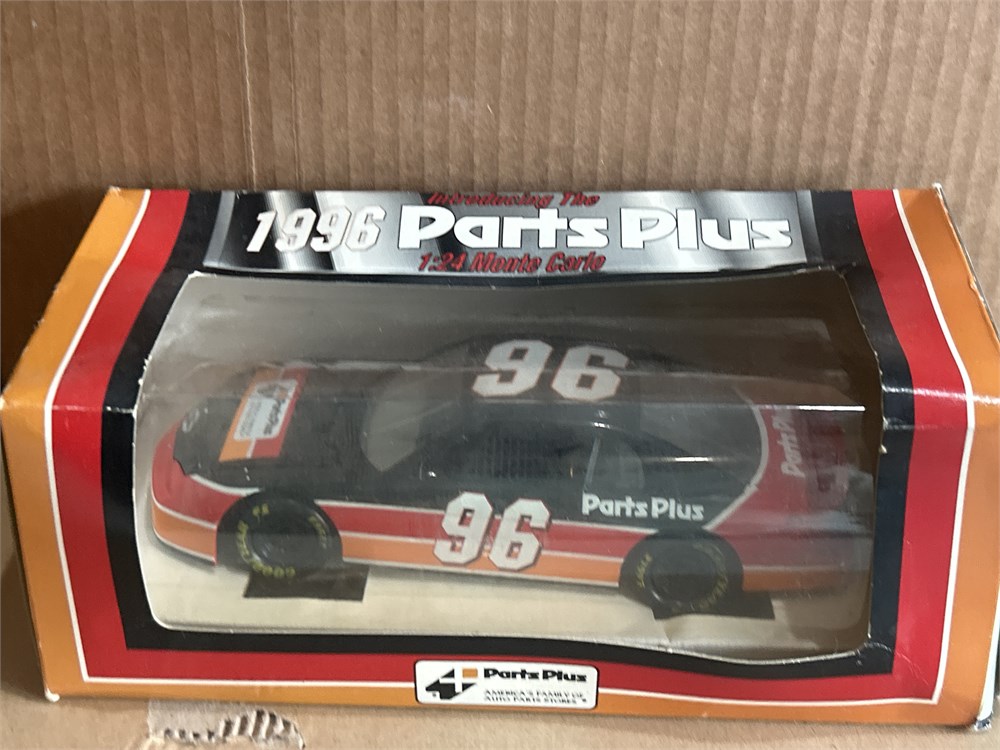 Introducing The
1996 Parts Plus
1:24 Monte Carlo
96
Parts Plus
96
Parts Plus
GOODYEAR
Parts Plus
AMERICA'S FAMILY OF
AUTO PARTS STORES